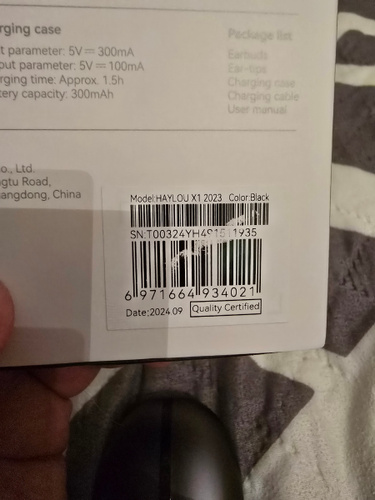 rging case
t parameter: 5V⎓300mA
put parameter: 5V⎓100mA
rging time: Approx. 1.5h
tery capacity: 300mAh
Package list
Earbuds
Ear-tips
Charging case
Charging cable
User manual
o., Ltd.
ngtu Road,
angdong, China
Model:HAYLOU X1 2023 Color:Black
6 971664 934021
Date:2024 09 Quality Certified